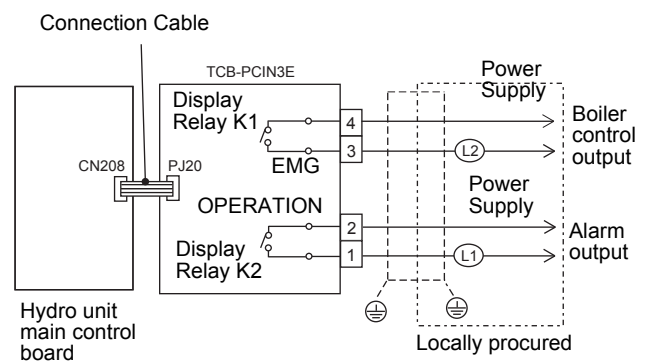 Connection Cable
TCB-PCIN3E
Power
Supply
Display
Relay K1
4
Boiler
control
output
3
L2
EMG
CN208
PJ20
Power
Supply
OPERATION
2
Alarm
output
Display
Relay K2
1
L1
Hydro unit
main control
board
Locally procured